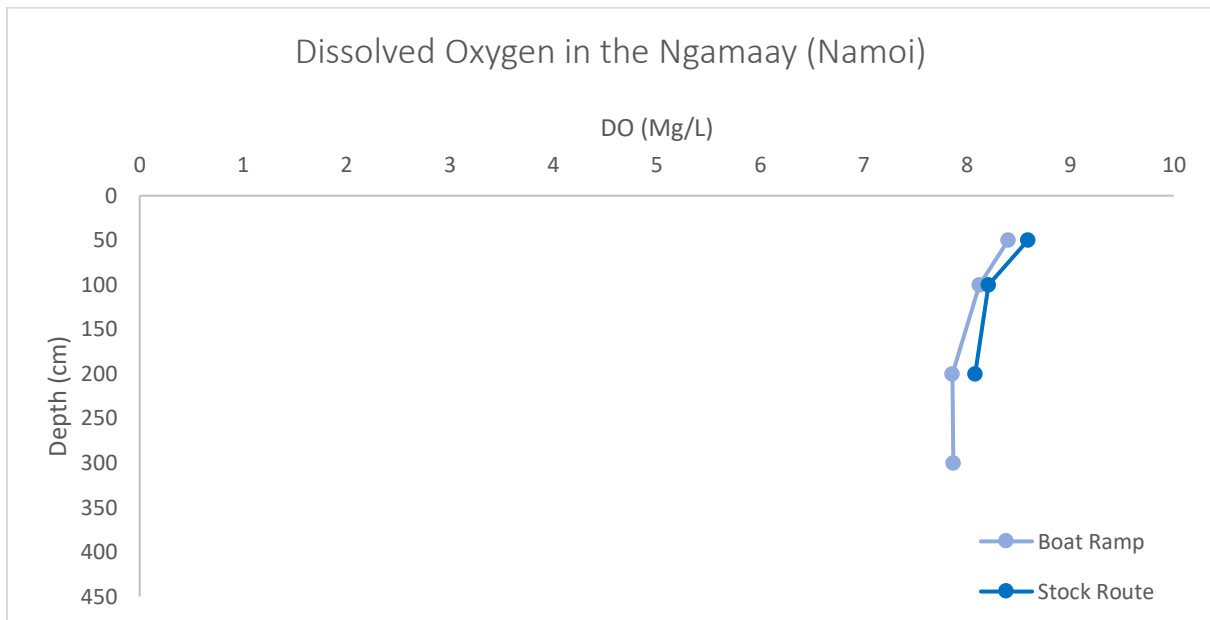 Dissolved Oxygen in the Ngamaay (Namoi)
DO (Mg/L)
0 1 2 3 4 5 6 7 8 9 10
0
50
100
150
200
250
300
350
400
450
Depth (cm)
Boat Ramp
Stock Route